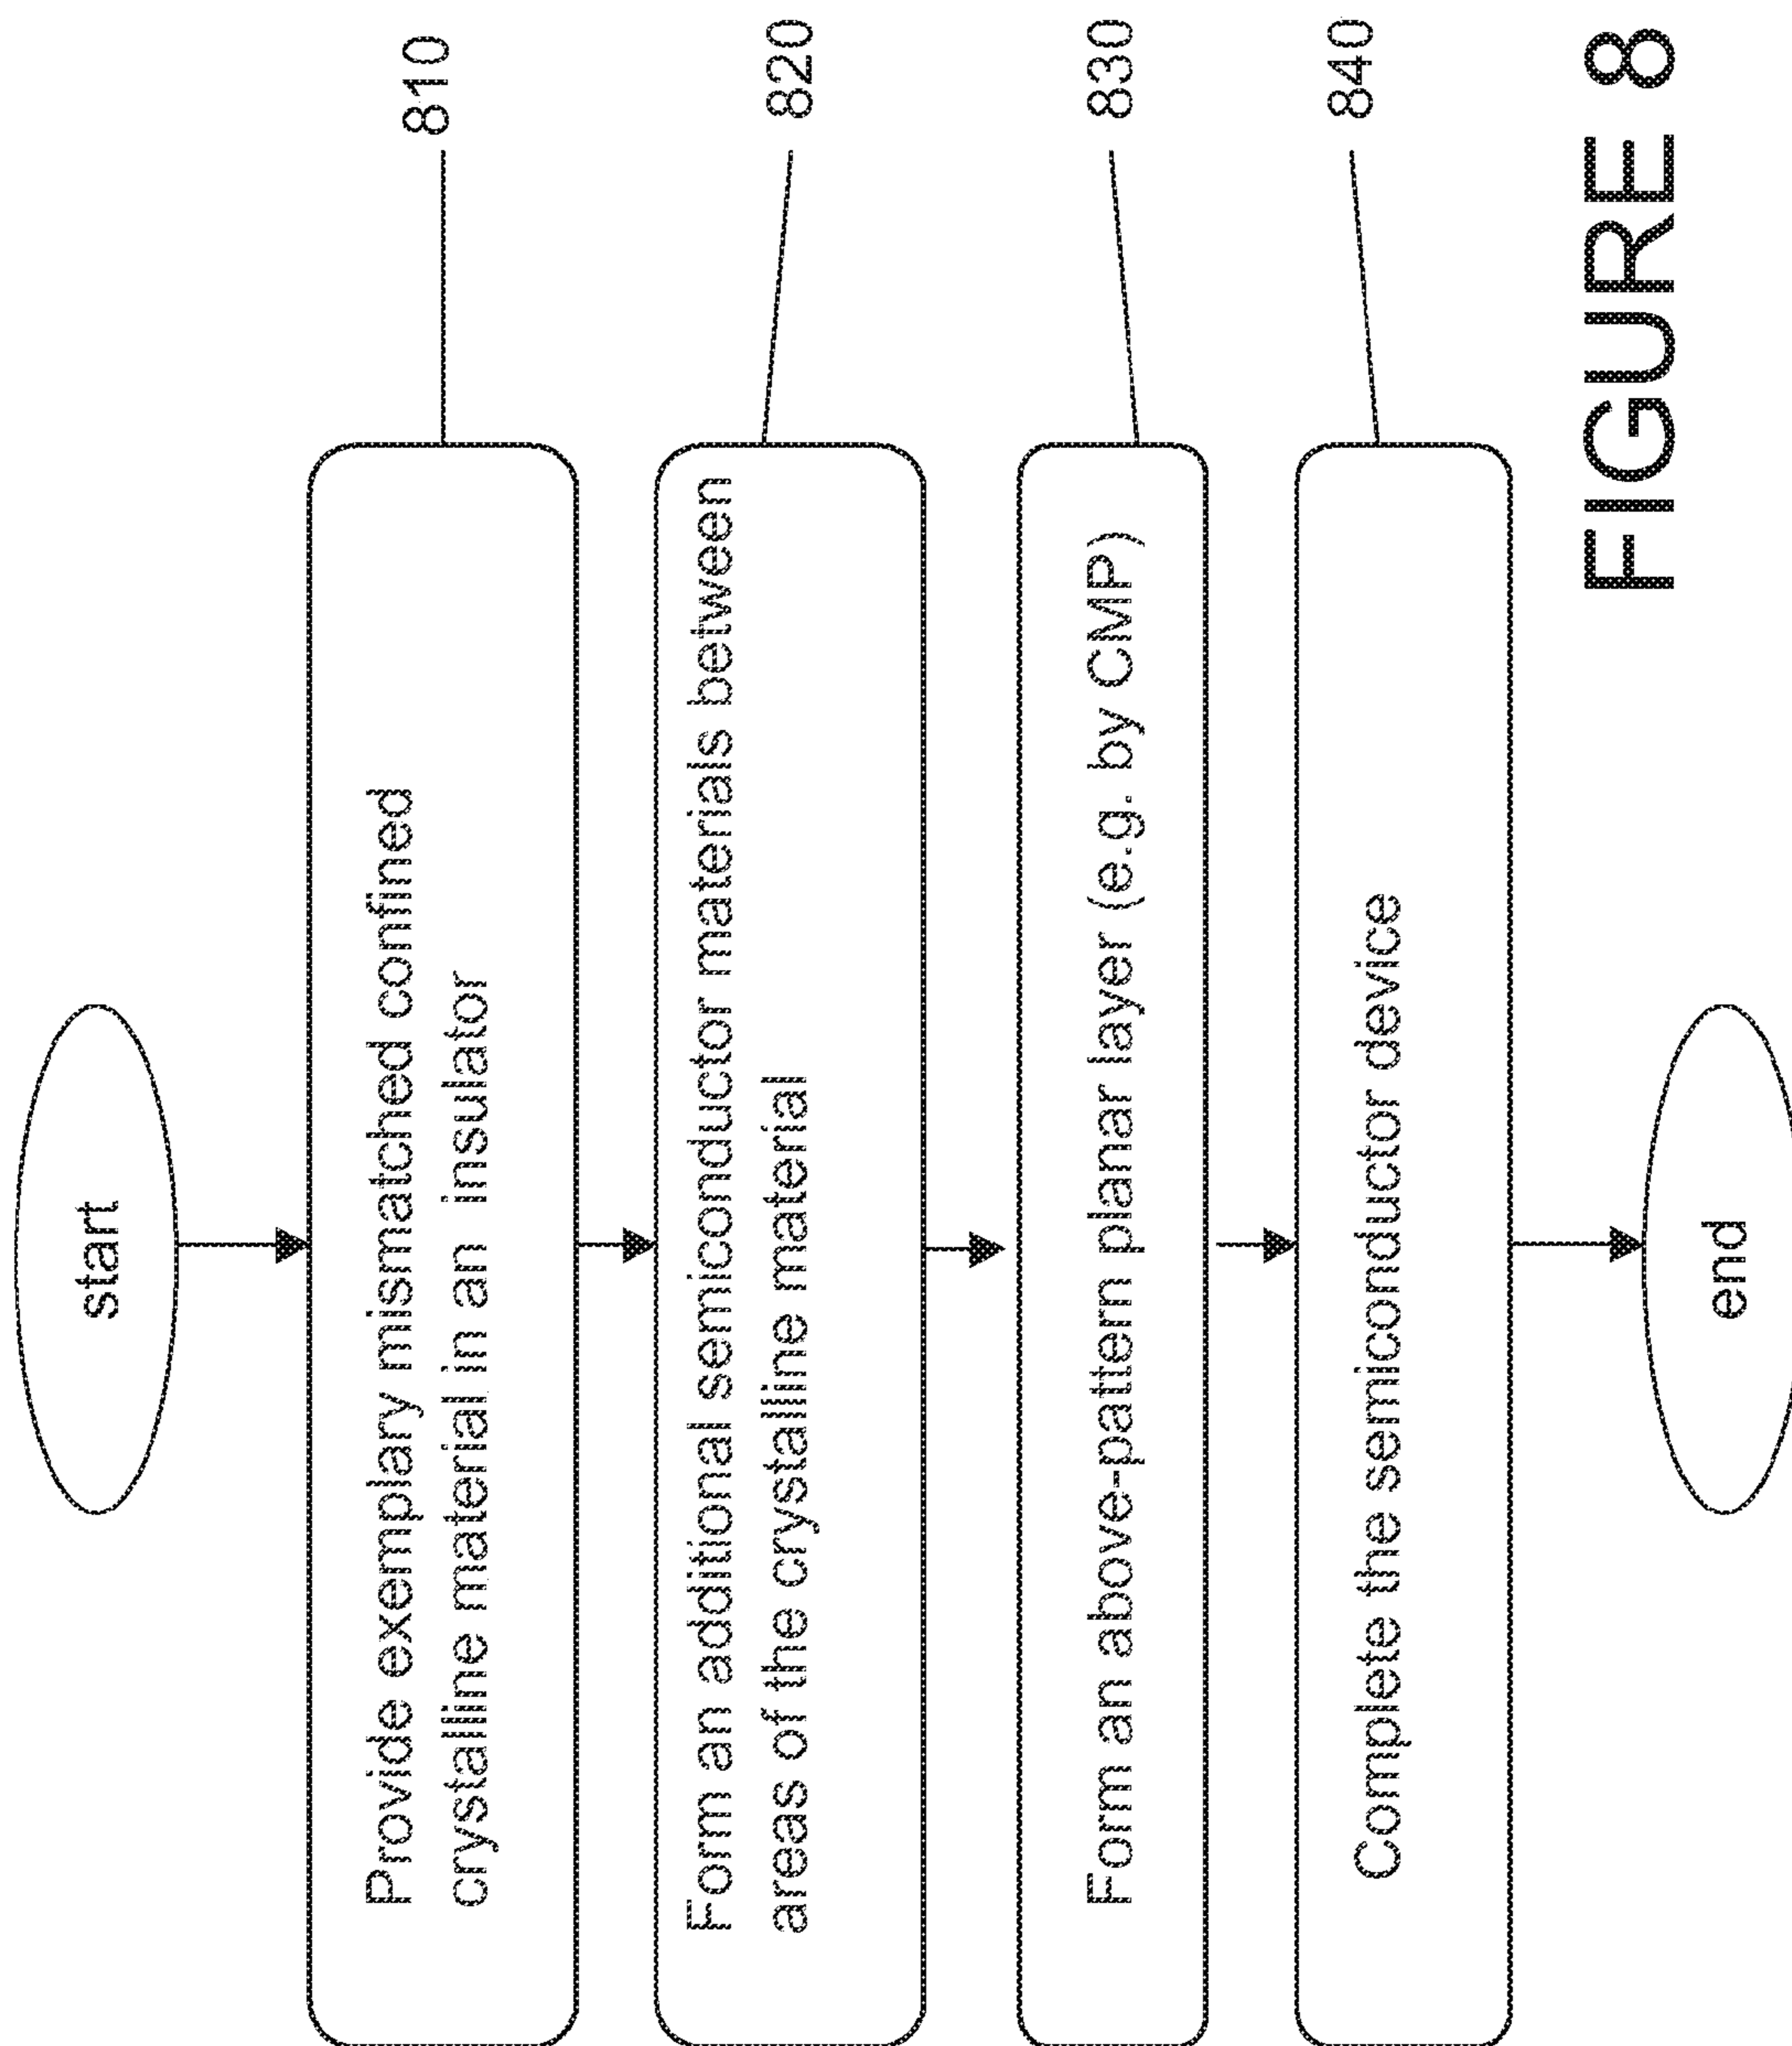 start
Provide exemplary mismatched confined
crystalline material in an insulator
810
Form an additional semiconductor materials between
areas of the crystalline material
820
Form an above-pattern planar layer (e.g. by CMP)
830
Complete the semiconductor device
840
end
FIGURE 8